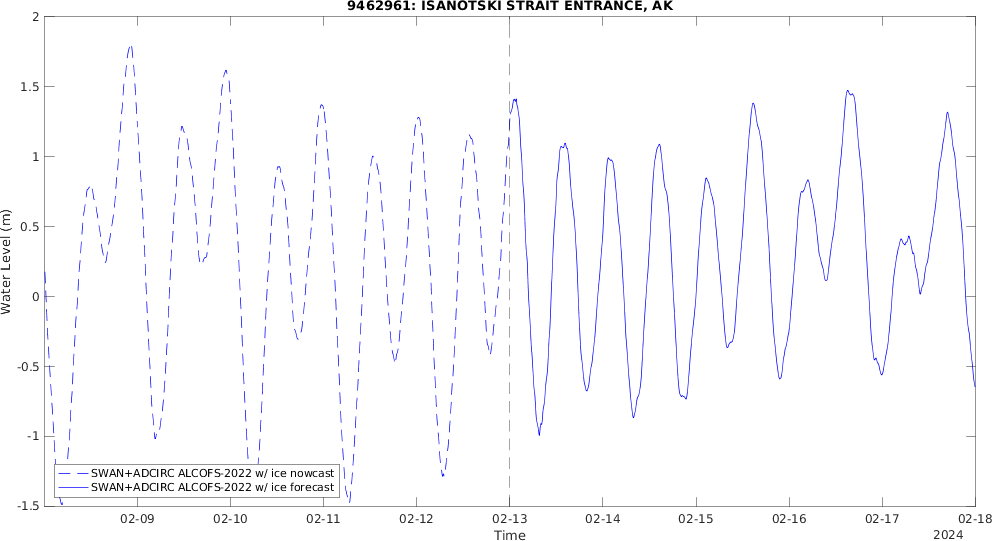 9462961: ISANOTSKI STRAIT ENTRANCE, AK
2
1.5
1
0.5
0
-0.5
-1
-1.5
Water Level (m)
SWAN+ADCIRC ALCOFS-2022 w/ ice nowcast
SWAN+ADCIRC ALCOFS-2022 w/ ice forecast
02-09 02-10 02-11 02-12 02-13 02-14 02-15 02-16 02-17 02-18
Time
2024